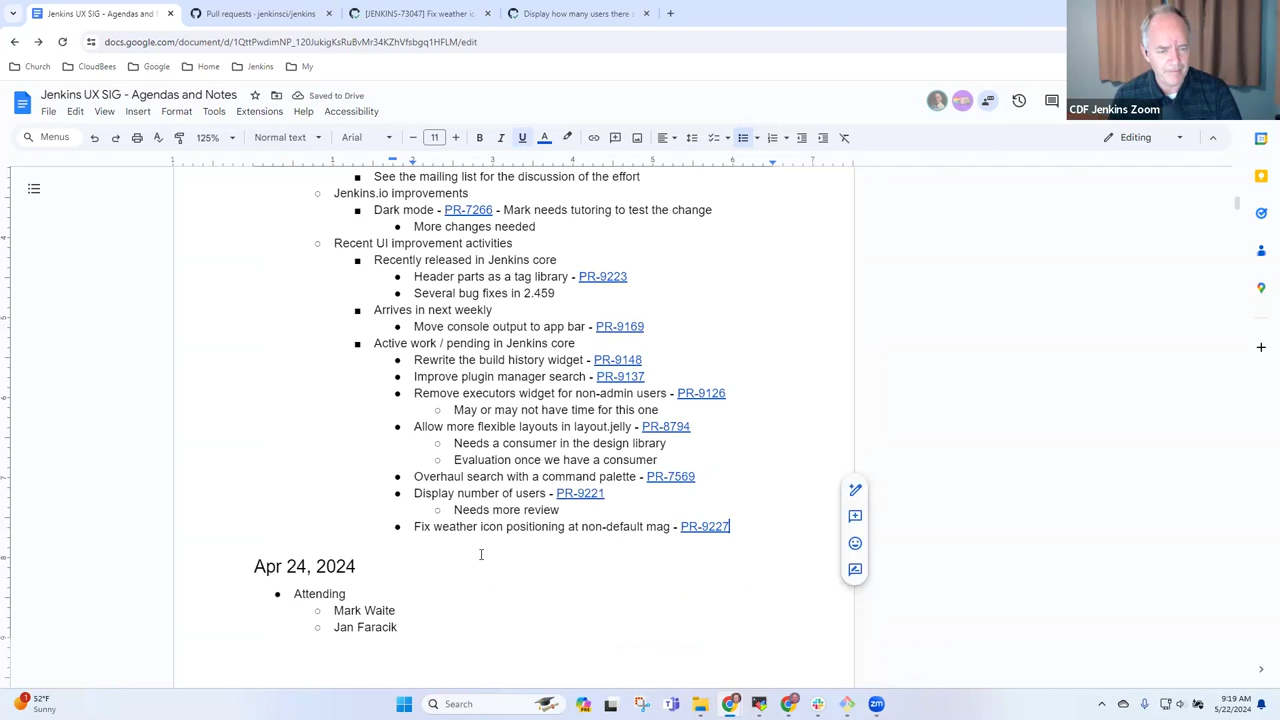 Jenkins UX SIG - Agendas and N
Pull requests · jenkinsci/jenkins
[JENKINS-73047] Fix weather ic
Display how many users there a
docs.google.com/document/d/1QttPwdimNP_120JukigKsRuBvMr34KZhVfsbgq1HFLM/edit
Church
CloudBees
Google
Home
Jenkins
My
CDF Jenkins Zoom
Jenkins UX SIG - Agendas and Notes
Saved to Drive
File Edit View Insert Format Tools Extensions Help Accessibility
Menus
125%
Normal text
Arial
11
Editing
See the mailing list for the discussion of the effort
Jenkins.io improvements
Dark mode - PR-7266 - Mark needs tutoring to test the change
More changes needed
Recent UI improvement activities
Recently released in Jenkins core
Header parts as a tag library - PR-9223
Several bug fixes in 2.459
Arrives in next weekly
Move console output to app bar - PR-9169
Active work / pending in Jenkins core
Rewrite the build history widget - PR-9148
Improve plugin manager search - PR-9137
Remove executors widget for non-admin users - PR-9126
May or may not have time for this one
Allow more flexible layouts in layout.jelly - PR-8794
Needs a consumer in the design library
Evaluation once we have a consumer
Overhaul search with a command palette - PR-7569
Display number of users - PR-9221
Needs more review
Fix weather icon positioning at non-default mag - PR-9227
Apr 24, 2024
Attending
Mark Waite
Jan Faracik
52°F
Sunny
Search
9:19 AM
5/22/2024